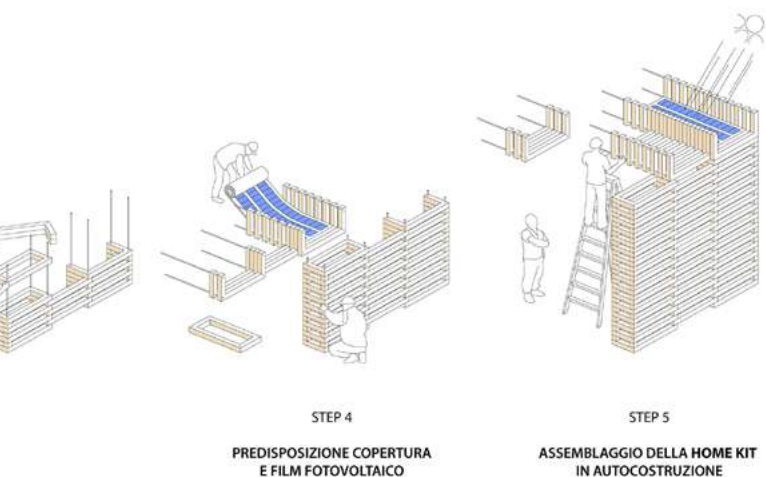 STEP 4
PREDISPOSIZIONE COPERTURA
E FILM FOTOVOLTAICO
STEP 5
ASSEMBLAGGIO DELLA HOME KIT
IN AUTOCOSTRUZIONE